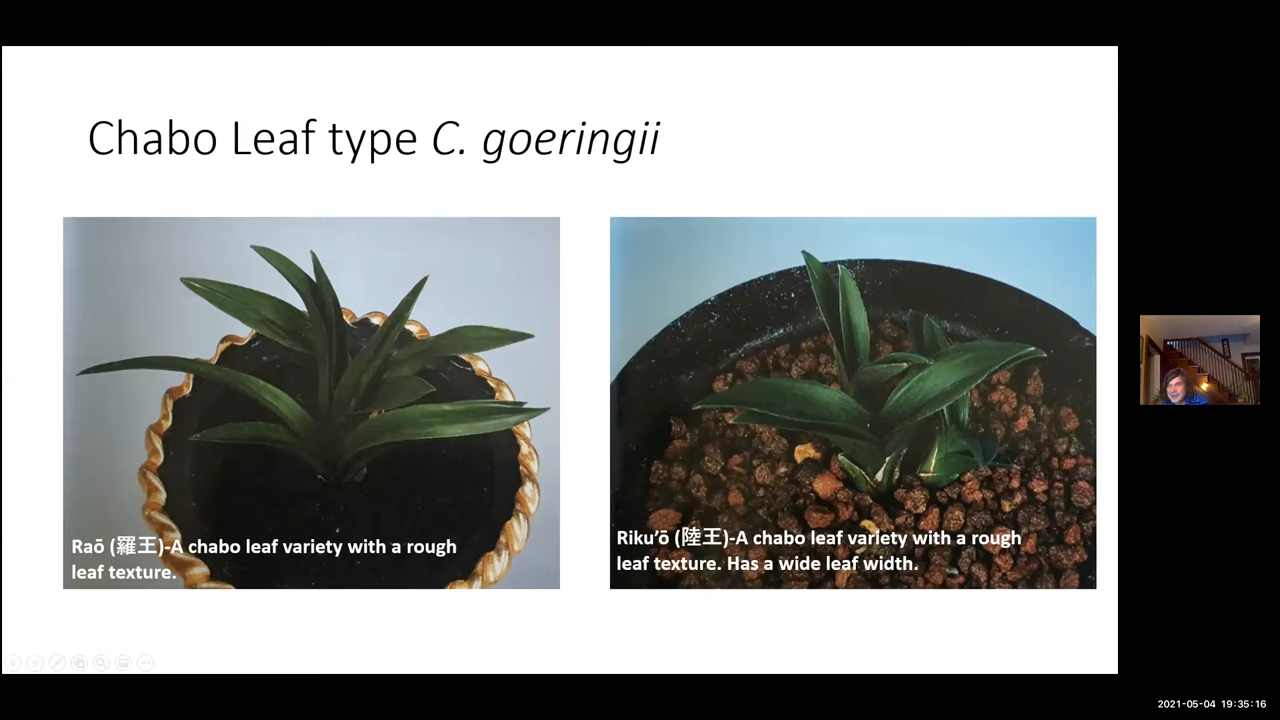 Chabo Leaf type C. goeringii
Raō (羅王)-A chabo leaf variety with a rough
leaf texture.
Riku’ō (陸王)-A chabo leaf variety with a rough
leaf texture. Has a wide leaf width.
2021-05-04 19:35:16